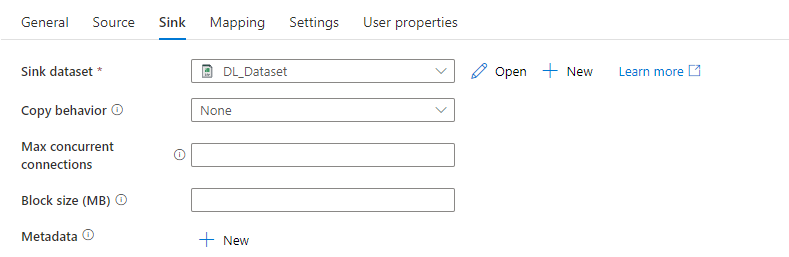 General Source Sink Mapping Settings User properties
Sink dataset * DL_Dataset Open New Learn more
Copy behavior None
Max concurrent
connections
Block size (MB)
Metadata New